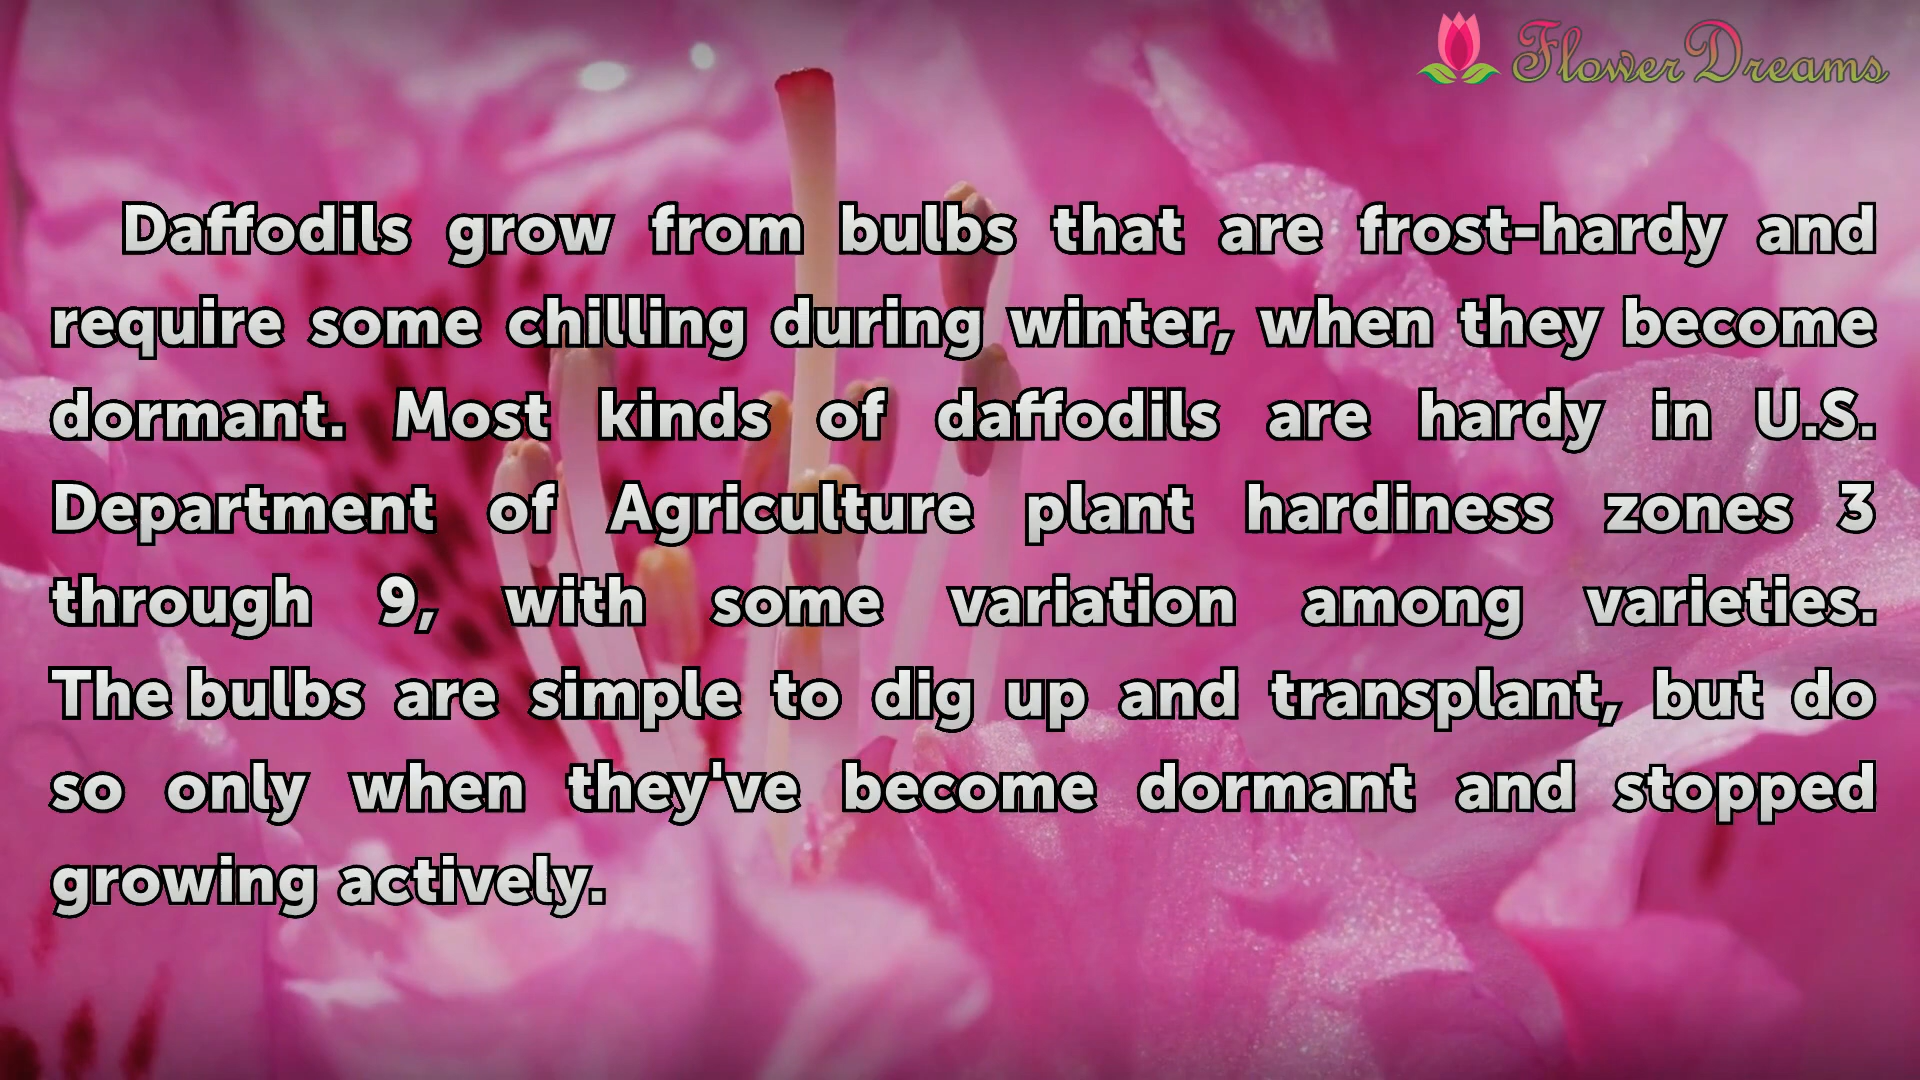 Flower Dreams
Daffodils grow from bulbs that are frost-hardy and
require some chilling during winter, when they become
dormant. Most kinds of daffodils are hardy in U.S.
Department of Agriculture plant hardiness zones 3
through 9, with some variation among varieties.
The bulbs are simple to dig up and transplant, but do
so only when they've become dormant and stopped
growing actively.